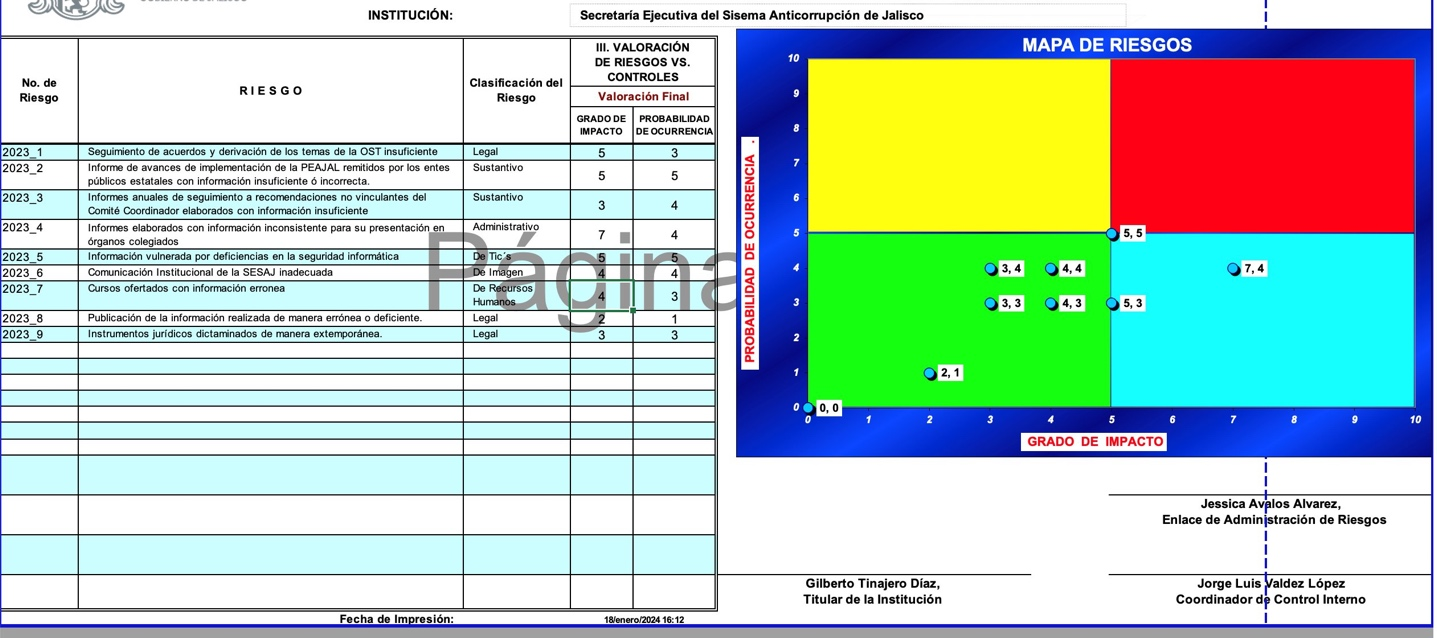 INSTITUCIÓN:
Secretaría Ejecutiva del Sisema Anticorrupción de Jalisco
No. de
Riesgo
R I E S G O
Clasificación del
Riesgo
III. VALORACIÓN
DE RIESGOS VS.
CONTROLES
Valoración Final
GRADO DE
IMPACTO
PROBABILIDAD
DE OCURRENCIA
2023_1 Seguimiento de acuerdos y derivación de los temas de la OST insuficiente Legal 5 3
2023_2 Informe de avances de implementación de la PEAJAL remitidos por los entes Sustantivo
públicos estatales con información insuficiente ó incorrecta. 5 5
2023_3 Informes anuales de seguimiento a recomendaciones no vinculantes del Sustantivo
Comité Coordinador elaborados con información insuficiente 3 4
2023_4 Informes elaborados con información inconsistente para su presentación en Administrativo
órganos colegiados 7 4
2023_5 Información vulnerada por deficiencias en la seguridad informática De Tic´s 5 5
2023_6 Comunicación Institucional de la SESAJ inadecuada De Imagen 4 4
2023_7 Cursos ofertados con información erronea De Recursos
Humanos 4 3
2023_8 Publicación de la información realizada de manera errónea o deficiente. Legal 2 1
2023_9 Instrumentos jurídicos dictaminados de manera extemporánea. Legal 3 3
Página
Fecha de Impresión: 18/enero/2024 16:12
MAPA DE RIESGOS
PROBABILIDAD DE OCURRENCIA .
10
9
8
7
6
5
4
3
2
1
0
5, 5
3, 4
4, 4
7, 4
3, 3
4, 3
5, 3
2, 1
0, 0
0 1 2 3 4 5 6 7 8 9 10
GRADO DE IMPACTO
Jessica Avalos Alvarez,
Enlace de Administración de Riesgos
Gilberto Tinajero Díaz,
Titular de la Institución
Jorge Luis Valdez López
Coordinador de Control Interno